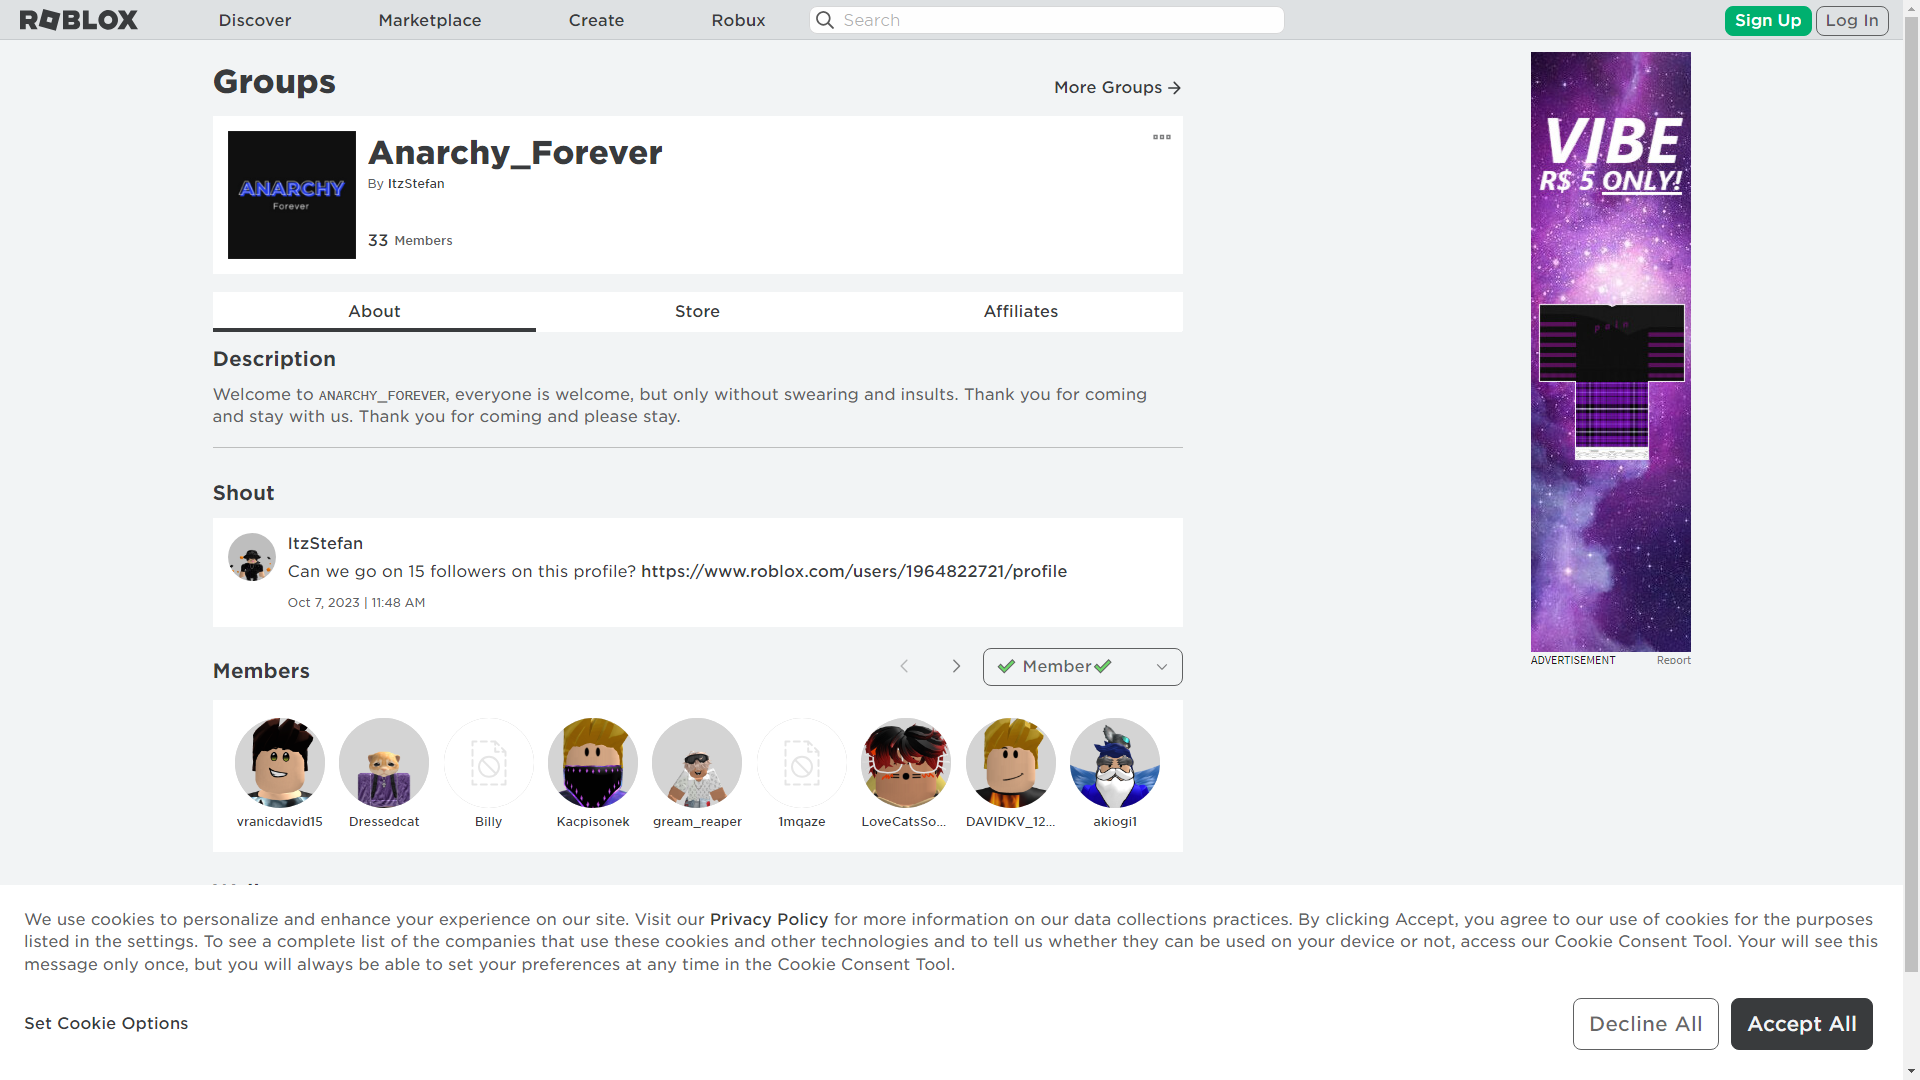 ROBLOX
Discover
Marketplace
Create
Robux
Search
Sign Up
Log In
Groups
More Groups
ANARCHY
Forever
Anarchy_Forever
By ItzStefan
33 Members
About
Store
Affiliates
Description
Welcome to ᴀɴᴀʀᴄʜʏ_ꜰᴏʀᴇᴠᴇʀ, everyone is welcome, but only without swearing and insults. Thank you for coming
and stay with us. Thank you for coming and please stay.
Shout
ItzStefan
Can we go on 15 followers on this profile? https://www.roblox.com/users/1964822721/profile
Oct 7, 2023 | 11:48 AM
Members
✅ Member✅
vranicdavid15
Dressedcat
Billy
Kacpisonek
gream_reaper
1mqaze
LoveCatsSo...
DAVIDKV_12...
akiogi1
VIBE
R$ 5 ONLY!
pain
ADVERTISEMENT
Report
We use cookies to personalize and enhance your experience on our site. Visit our Privacy Policy for more information on our data collections practices. By clicking Accept, you agree to our use of cookies for the purposes
listed in the settings. To see a complete list of the companies that use these cookies and other technologies and to tell us whether they can be used on your device or not, access our Cookie Consent Tool. Your will see this
message only once, but you will always be able to set your preferences at any time in the Cookie Consent Tool.
Set Cookie Options
Decline All
Accept All